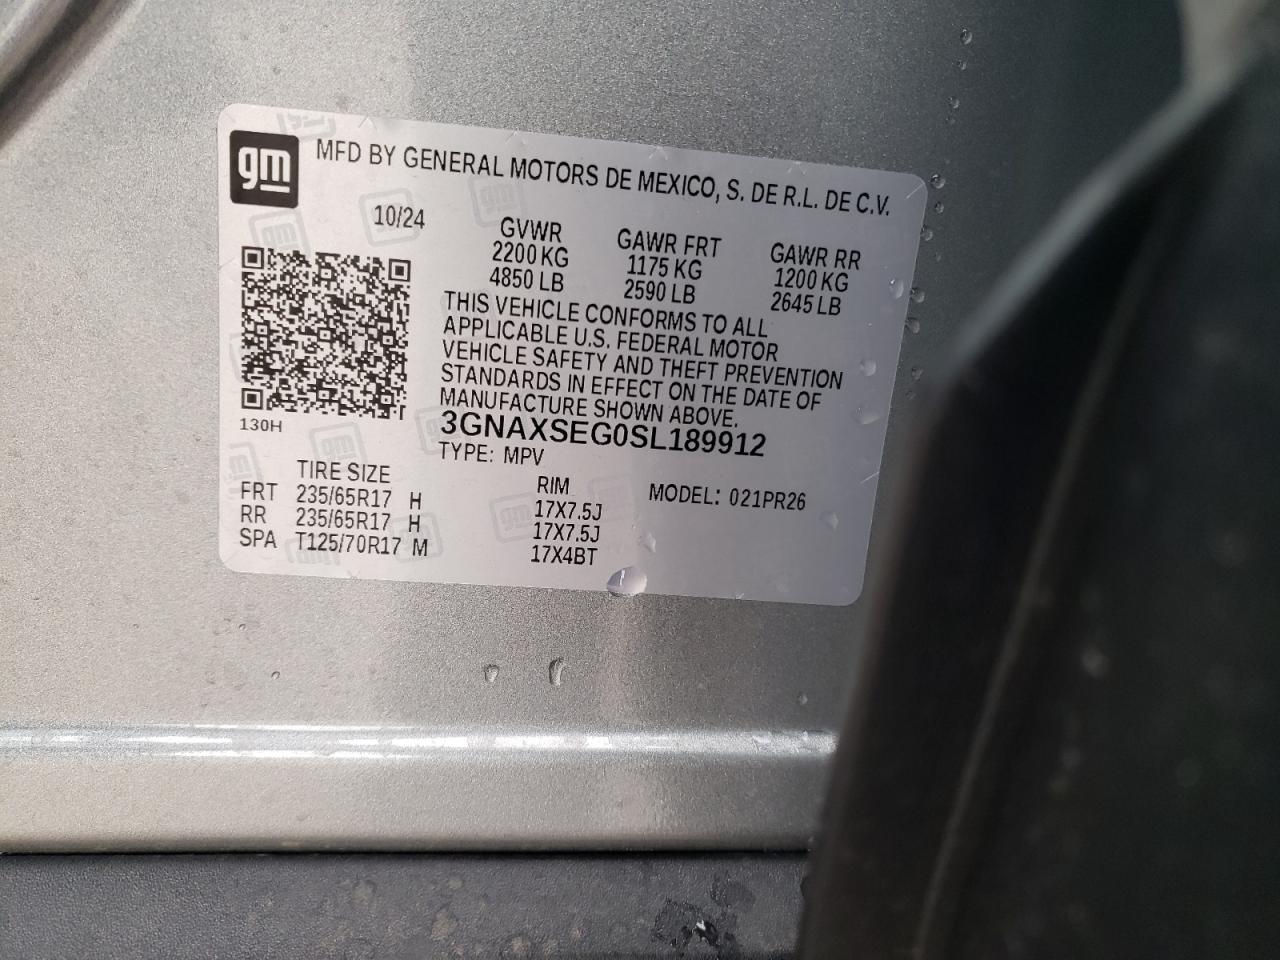 gm
MFD BY GENERAL MOTORS DE MEXICO, S. DE R.L. DE C.V.
10/24
GVWR GAWR FRT GAWR RR
2200 KG 1175 KG 1200 KG
4850 LB 2590 LB 2645 LB
THIS VEHICLE CONFORMS TO ALL
APPLICABLE U.S. FEDERAL MOTOR
VEHICLE SAFETY AND THEFT PREVENTION
STANDARDS IN EFFECT ON THE DATE OF
MANUFACTURE SHOWN ABOVE.
130H
3GNAXSEG0SL189912
TYPE: MPV
TIRE SIZE RIM MODEL: 021PR26
FRT 235/65R17 H 17X7.5J
RR 235/65R17 H 17X7.5J
SPA T125/70R17 M 17X4BT